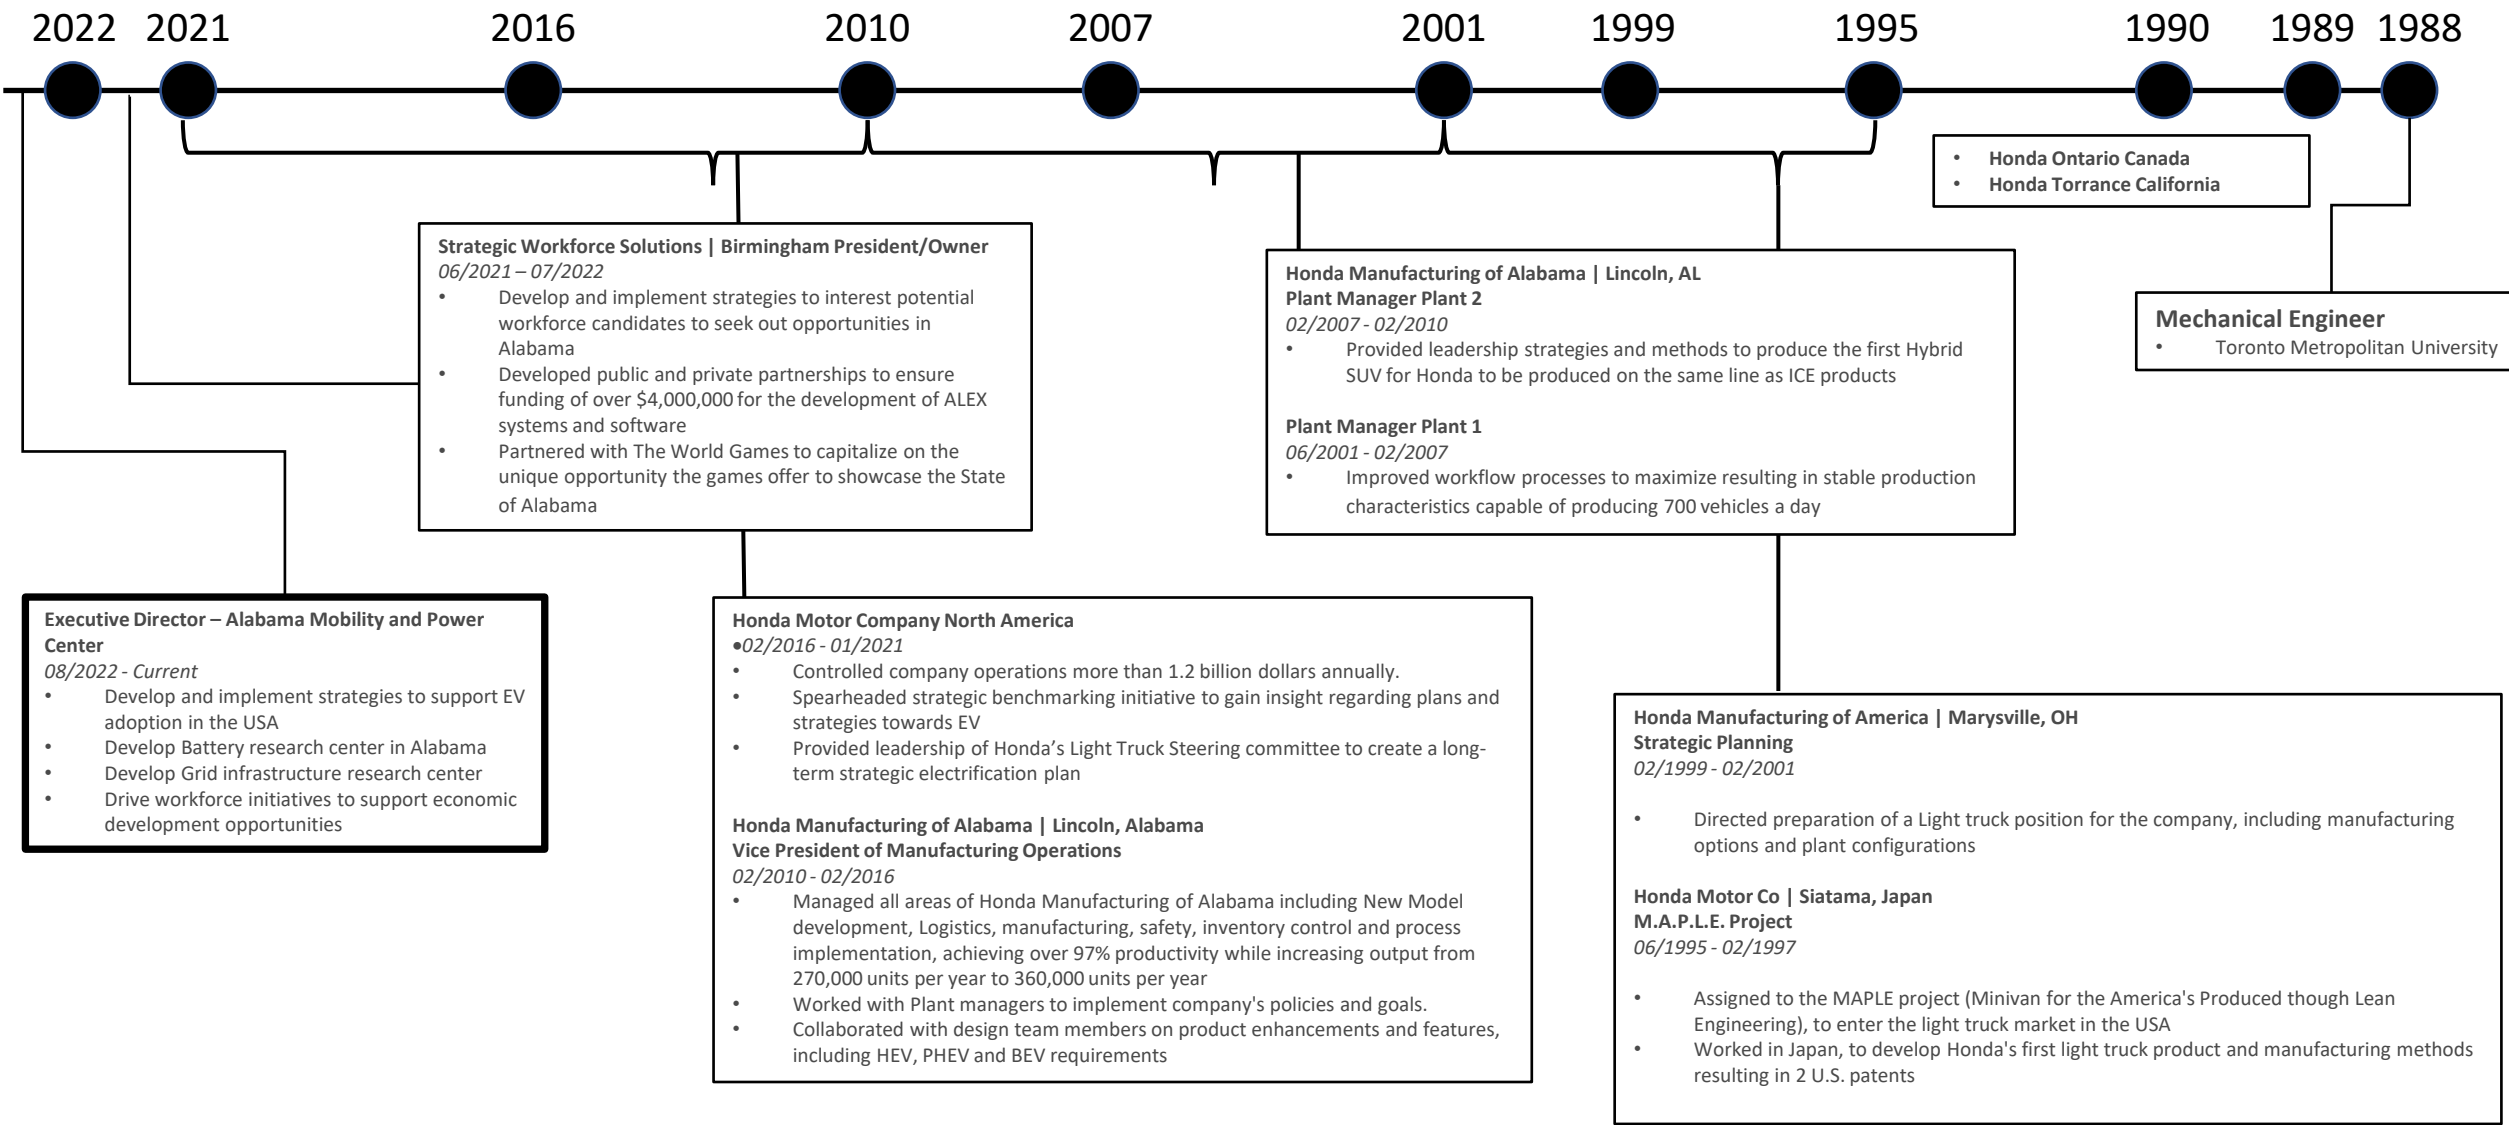 2022 2021 2016 2010 2007 2001 1999 1995 1990 1989 1988
• Honda Ontario Canada
• Honda Torrance California
Strategic Workforce Solutions | Birmingham President/Owner
06/2021 – 07/2022
• Develop and implement strategies to interest potential
workforce candidates to seek out opportunities in
Alabama
• Developed public and private partnerships to ensure
funding of over $4,000,000 for the development of ALEX
systems and software
• Partnered with The World Games to capitalize on the
unique opportunity the games offer to showcase the State
of Alabama
Honda Manufacturing of Alabama | Lincoln, AL
Plant Manager Plant 2
02/2007 - 02/2010
• Provided leadership strategies and methods to produce the first Hybrid
SUV for Honda to be produced on the same line as ICE products
Plant Manager Plant 1
06/2001 - 02/2007
• Improved workflow processes to maximize resulting in stable production
characteristics capable of producing 700 vehicles a day
Mechanical Engineer
• Toronto Metropolitan University
Executive Director – Alabama Mobility and Power
Center
08/2022 - Current
• Develop and implement strategies to support EV
adoption in the USA
• Develop Battery research center in Alabama
• Develop Grid infrastructure research center
• Drive workforce initiatives to support economic
development opportunities
Honda Motor Company North America
•02/2016 - 01/2021
• Controlled company operations more than 1.2 billion dollars annually.
• Spearheaded strategic benchmarking initiative to gain insight regarding plans and
strategies towards EV
• Provided leadership of Honda’s Light Truck Steering committee to create a long-
term strategic electrification plan
Honda Manufacturing of Alabama | Lincoln, Alabama
Vice President of Manufacturing Operations
02/2010 - 02/2016
• Managed all areas of Honda Manufacturing of Alabama including New Model
development, Logistics, manufacturing, safety, inventory control and process
implementation, achieving over 97% productivity while increasing output from
270,000 units per year to 360,000 units per year
• Worked with Plant managers to implement company's policies and goals.
• Collaborated with design team members on product enhancements and features,
including HEV, PHEV and BEV requirements
Honda Manufacturing of America | Marysville, OH
Strategic Planning
02/1999 - 02/2001
• Directed preparation of a Light truck position for the company, including manufacturing
options and plant configurations
Honda Motor Co | Siatama, Japan
M.A.P.L.E. Project
06/1995 - 02/1997
• Assigned to the MAPLE project (Minivan for the America's Produced though Lean
Engineering), to enter the light truck market in the USA
• Worked in Japan, to develop Honda's first light truck product and manufacturing methods
resulting in 2 U.S. patents